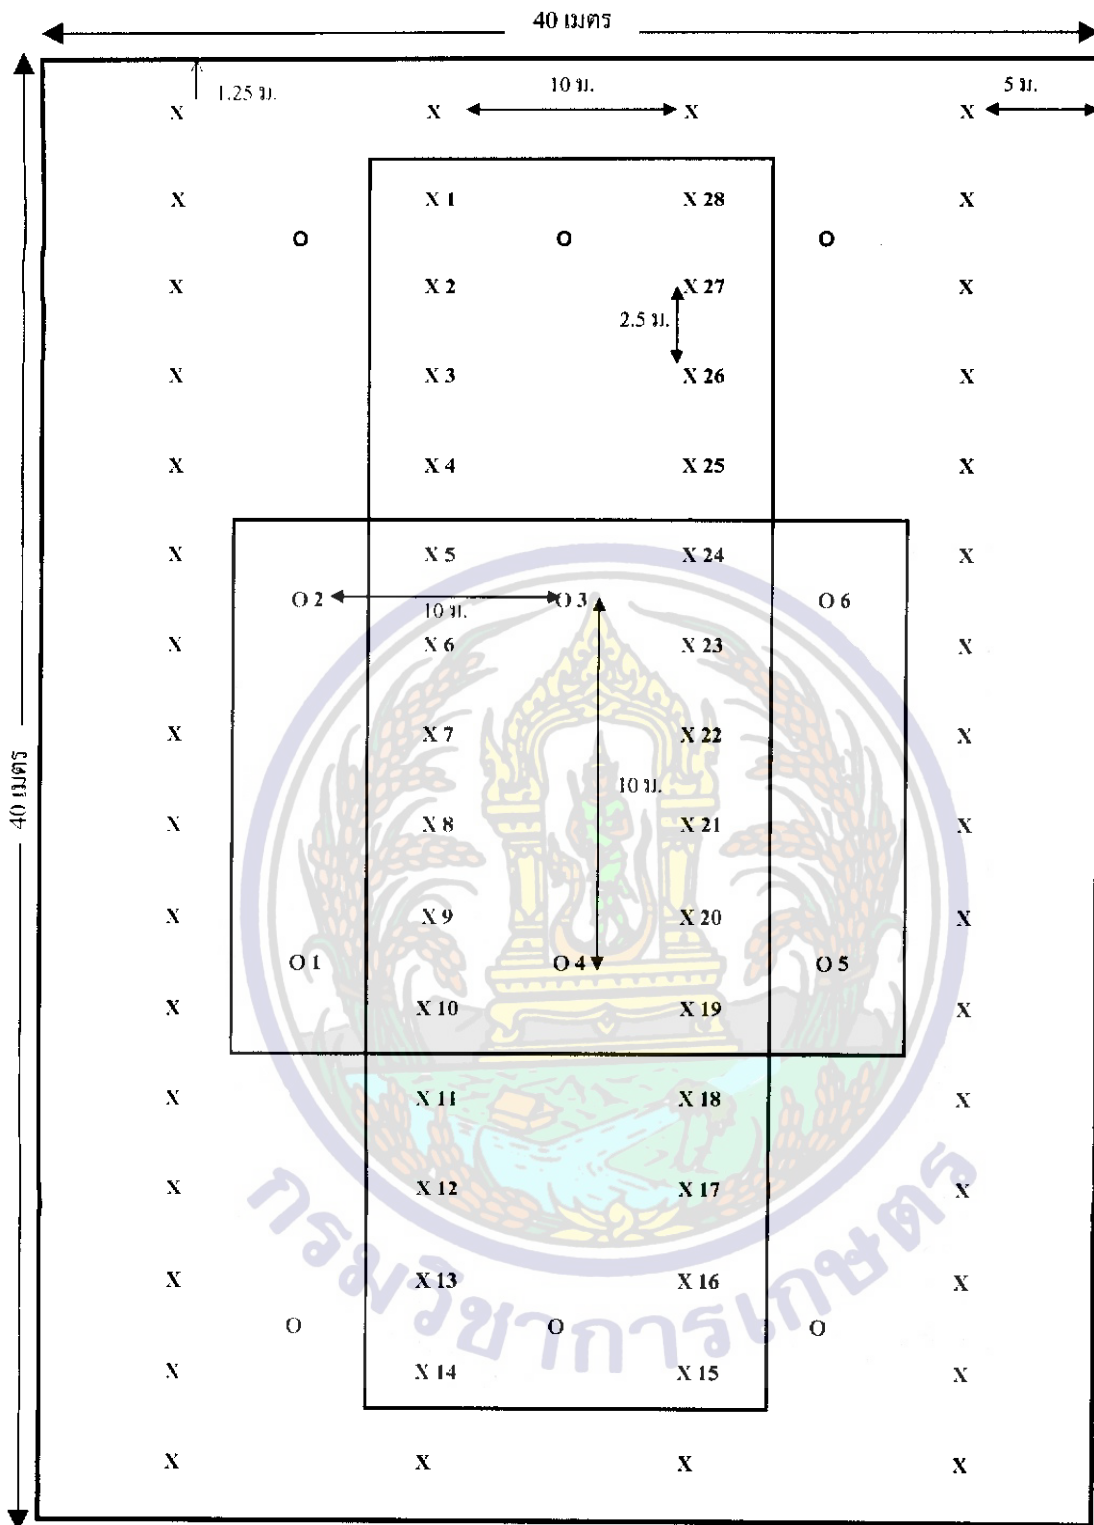 40 เมตร
1.25 ม.
10 ม.
5 ม.
X X X X
X X 1 X 28 X
O O O
X X 2 X 27 X
2.5 ม.
X X 3 X 26 X
X X 4 X 25 X
X X 5 X 24 X
O 2 O 3 O 6
10 ม.
X X 6 X 23 X
X X 7 X 22 X
40 เมตร
10 ม.
X X 8 X 21 X
X X 9 X 20 X
O 1 O 4 O 5
X X 10 X 19 X
X X 11 X 18 X
X X 12 X 17 X
กรมวิชาการเกษตร
X X 13 X 16 X
O O O
X X 14 X 15 X
X X X X